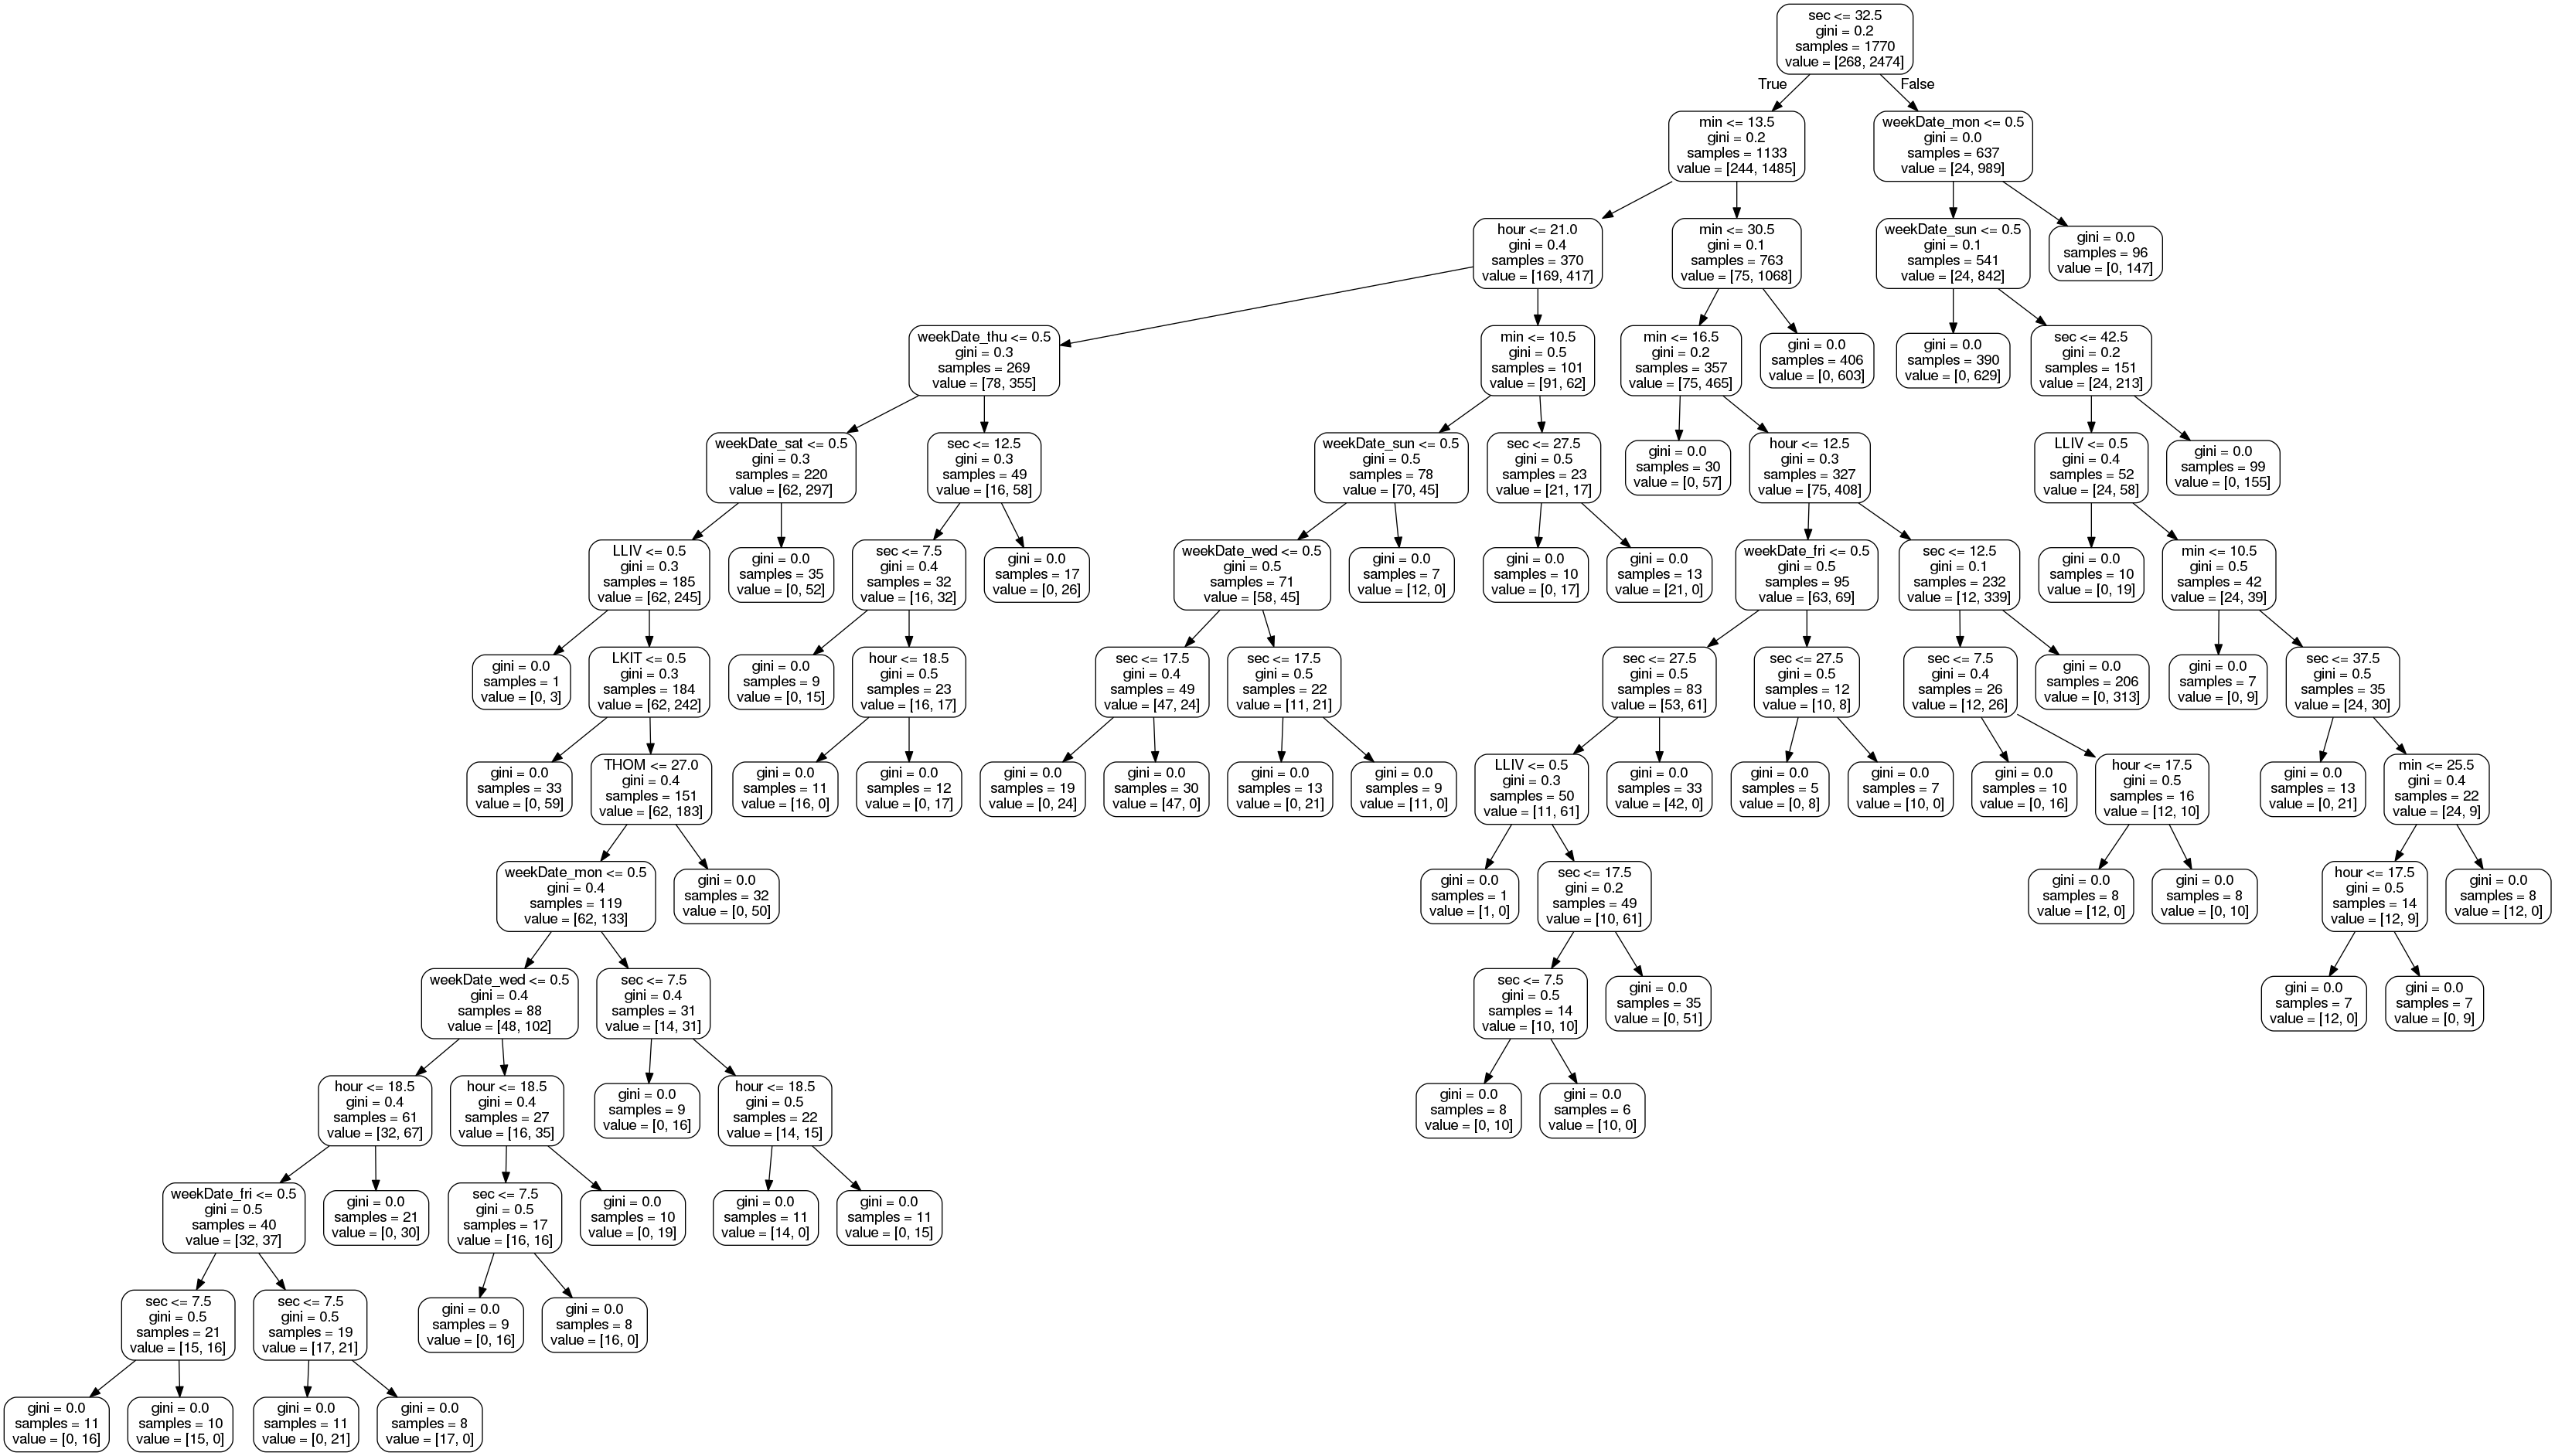 sec <= 32.5
gini = 0.2
samples = 1770
value = [268, 2474]
True
False
min <= 13.5
gini = 0.2
samples = 1133
value = [244, 1485]
weekDate_mon <= 0.5
gini = 0.0
samples = 637
value = [24, 989]
hour <= 21.0
gini = 0.4
samples = 370
value = [169, 417]
min <= 30.5
gini = 0.1
samples = 763
value = [75, 1068]
weekDate_sun <= 0.5
gini = 0.1
samples = 541
value = [24, 842]
gini = 0.0
samples = 96
value = [0, 147]
weekDate_thu <= 0.5
gini = 0.3
samples = 269
value = [78, 355]
min <= 10.5
gini = 0.5
samples = 101
value = [91, 62]
min <= 16.5
gini = 0.2
samples = 357
value = [75, 465]
gini = 0.0
samples = 406
value = [0, 603]
gini = 0.0
samples = 390
value = [0, 629]
sec <= 42.5
gini = 0.2
samples = 151
value = [24, 213]
weekDate_sat <= 0.5
gini = 0.3
samples = 220
value = [62, 297]
sec <= 12.5
gini = 0.3
samples = 49
value = [16, 58]
weekDate_sun <= 0.5
gini = 0.5
samples = 78
value = [70, 45]
sec <= 27.5
gini = 0.5
samples = 23
value = [21, 17]
gini = 0.0
samples = 30
value = [0, 57]
hour <= 12.5
gini = 0.3
samples = 327
value = [75, 408]
LLIV <= 0.5
gini = 0.4
samples = 52
value = [24, 58]
gini = 0.0
samples = 99
value = [0, 155]
LLIV <= 0.5
gini = 0.3
samples = 185
value = [62, 245]
gini = 0.0
samples = 35
value = [0, 52]
sec <= 7.5
gini = 0.4
samples = 32
value = [16, 32]
gini = 0.0
samples = 17
value = [0, 26]
weekDate_wed <= 0.5
gini = 0.5
samples = 71
value = [58, 45]
gini = 0.0
samples = 7
value = [12, 0]
gini = 0.0
samples = 10
value = [0, 17]
gini = 0.0
samples = 13
value = [21, 0]
weekDate_fri <= 0.5
gini = 0.5
samples = 95
value = [63, 69]
sec <= 12.5
gini = 0.1
samples = 232
value = [12, 339]
gini = 0.0
samples = 10
value = [0, 19]
min <= 10.5
gini = 0.5
samples = 42
value = [24, 39]
gini = 0.0
samples = 1
value = [0, 3]
LKIT <= 0.5
gini = 0.3
samples = 184
value = [62, 242]
gini = 0.0
samples = 9
value = [0, 15]
hour <= 18.5
gini = 0.5
samples = 23
value = [16, 17]
sec <= 17.5
gini = 0.4
samples = 49
value = [47, 24]
sec <= 17.5
gini = 0.5
samples = 22
value = [11, 21]
sec <= 27.5
gini = 0.5
samples = 83
value = [53, 61]
sec <= 27.5
gini = 0.5
samples = 12
value = [10, 8]
sec <= 7.5
gini = 0.4
samples = 26
value = [12, 26]
gini = 0.0
samples = 206
value = [0, 313]
gini = 0.0
samples = 7
value = [0, 9]
sec <= 37.5
gini = 0.5
samples = 35
value = [24, 30]
gini = 0.0
samples = 33
value = [0, 59]
THOM <= 27.0
gini = 0.4
samples = 151
value = [62, 183]
gini = 0.0
samples = 11
value = [16, 0]
gini = 0.0
samples = 12
value = [0, 17]
gini = 0.0
samples = 19
value = [0, 24]
gini = 0.0
samples = 30
value = [47, 0]
gini = 0.0
samples = 13
value = [0, 21]
gini = 0.0
samples = 9
value = [11, 0]
LLIV <= 0.5
gini = 0.3
samples = 50
value = [11, 61]
gini = 0.0
samples = 33
value = [42, 0]
gini = 0.0
samples = 5
value = [0, 8]
gini = 0.0
samples = 7
value = [10, 0]
gini = 0.0
samples = 10
value = [0, 16]
hour <= 17.5
gini = 0.5
samples = 16
value = [12, 10]
gini = 0.0
samples = 13
value = [0, 21]
min <= 25.5
gini = 0.4
samples = 22
value = [24, 9]
weekDate_mon <= 0.5
gini = 0.4
samples = 119
value = [62, 133]
gini = 0.0
samples = 32
value = [0, 50]
gini = 0.0
samples = 1
value = [1, 0]
sec <= 17.5
gini = 0.2
samples = 49
value = [10, 61]
gini = 0.0
samples = 8
value = [12, 0]
gini = 0.0
samples = 8
value = [0, 10]
hour <= 17.5
gini = 0.5
samples = 14
value = [12, 9]
gini = 0.0
samples = 8
value = [12, 0]
weekDate_wed <= 0.5
gini = 0.4
samples = 88
value = [48, 102]
sec <= 7.5
gini = 0.4
samples = 31
value = [14, 31]
sec <= 7.5
gini = 0.5
samples = 14
value = [10, 10]
gini = 0.0
samples = 35
value = [0, 51]
gini = 0.0
samples = 7
value = [12, 0]
gini = 0.0
samples = 7
value = [0, 9]
hour <= 18.5
gini = 0.4
samples = 61
value = [32, 67]
hour <= 18.5
gini = 0.4
samples = 27
value = [16, 35]
gini = 0.0
samples = 9
value = [0, 16]
hour <= 18.5
gini = 0.5
samples = 22
value = [14, 15]
gini = 0.0
samples = 8
value = [0, 10]
gini = 0.0
samples = 6
value = [10, 0]
weekDate_fri <= 0.5
gini = 0.5
samples = 40
value = [32, 37]
gini = 0.0
samples = 21
value = [0, 30]
sec <= 7.5
gini = 0.5
samples = 17
value = [16, 16]
gini = 0.0
samples = 10
value = [0, 19]
gini = 0.0
samples = 11
value = [14, 0]
gini = 0.0
samples = 11
value = [0, 15]
sec <= 7.5
gini = 0.5
samples = 21
value = [15, 16]
sec <= 7.5
gini = 0.5
samples = 19
value = [17, 21]
gini = 0.0
samples = 9
value = [0, 16]
gini = 0.0
samples = 8
value = [16, 0]
gini = 0.0
samples = 11
value = [0, 16]
gini = 0.0
samples = 10
value = [15, 0]
gini = 0.0
samples = 11
value = [0, 21]
gini = 0.0
samples = 8
value = [17, 0]